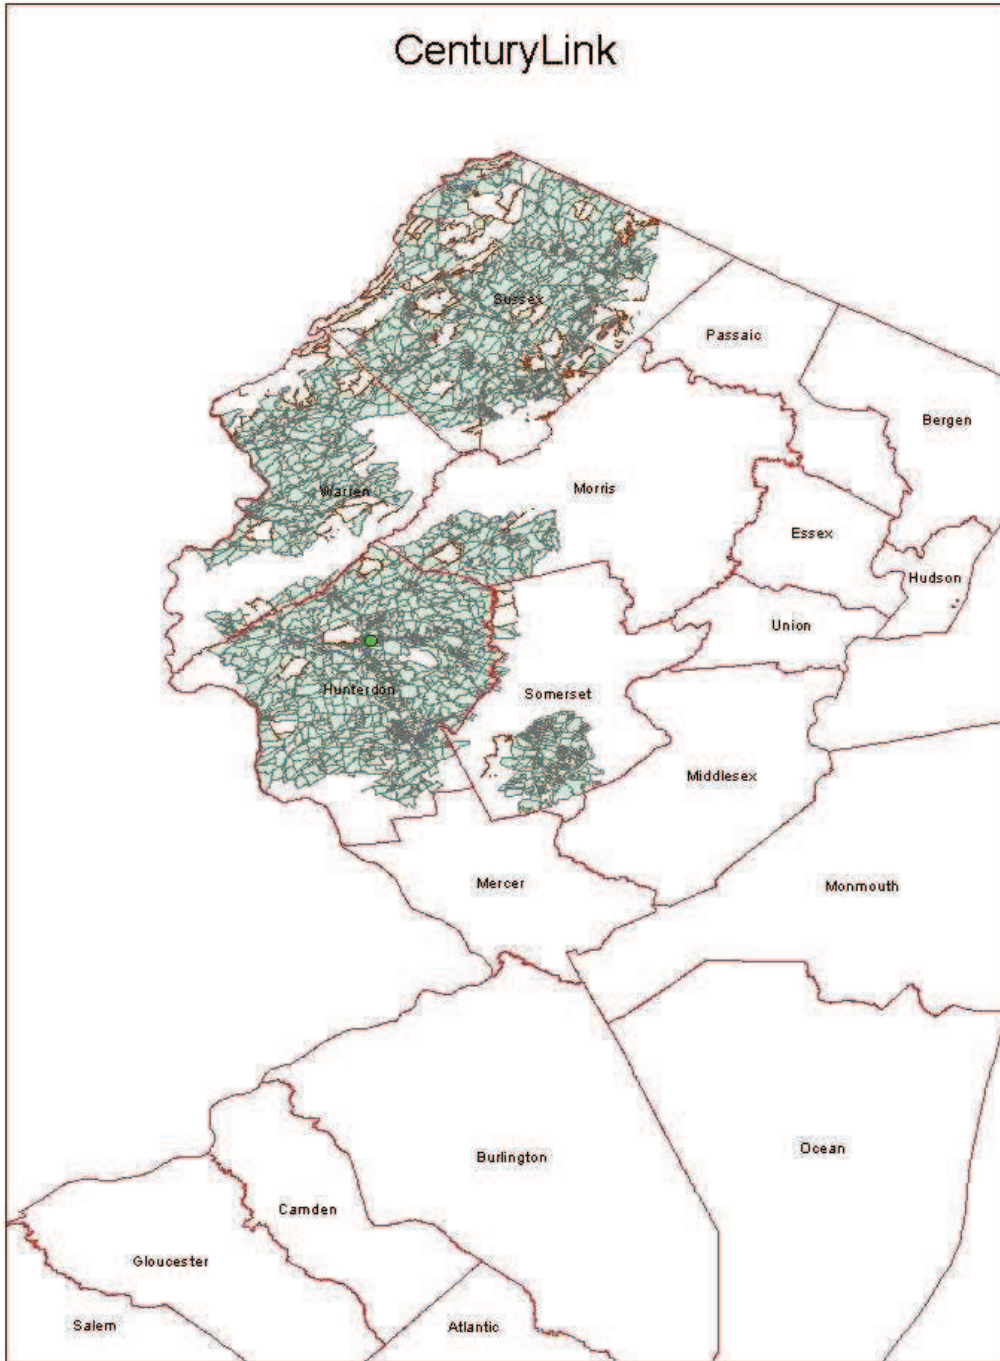 CenturyLink
Sussex
Passaic
Bergen
Warren
Morris
Essex
Hudson
Union
Hunterdon
Somerset
Middlesex
Mercer
Monmouth
Burlington
Ocean
Camden
Gloucester
Salem
Atlantic